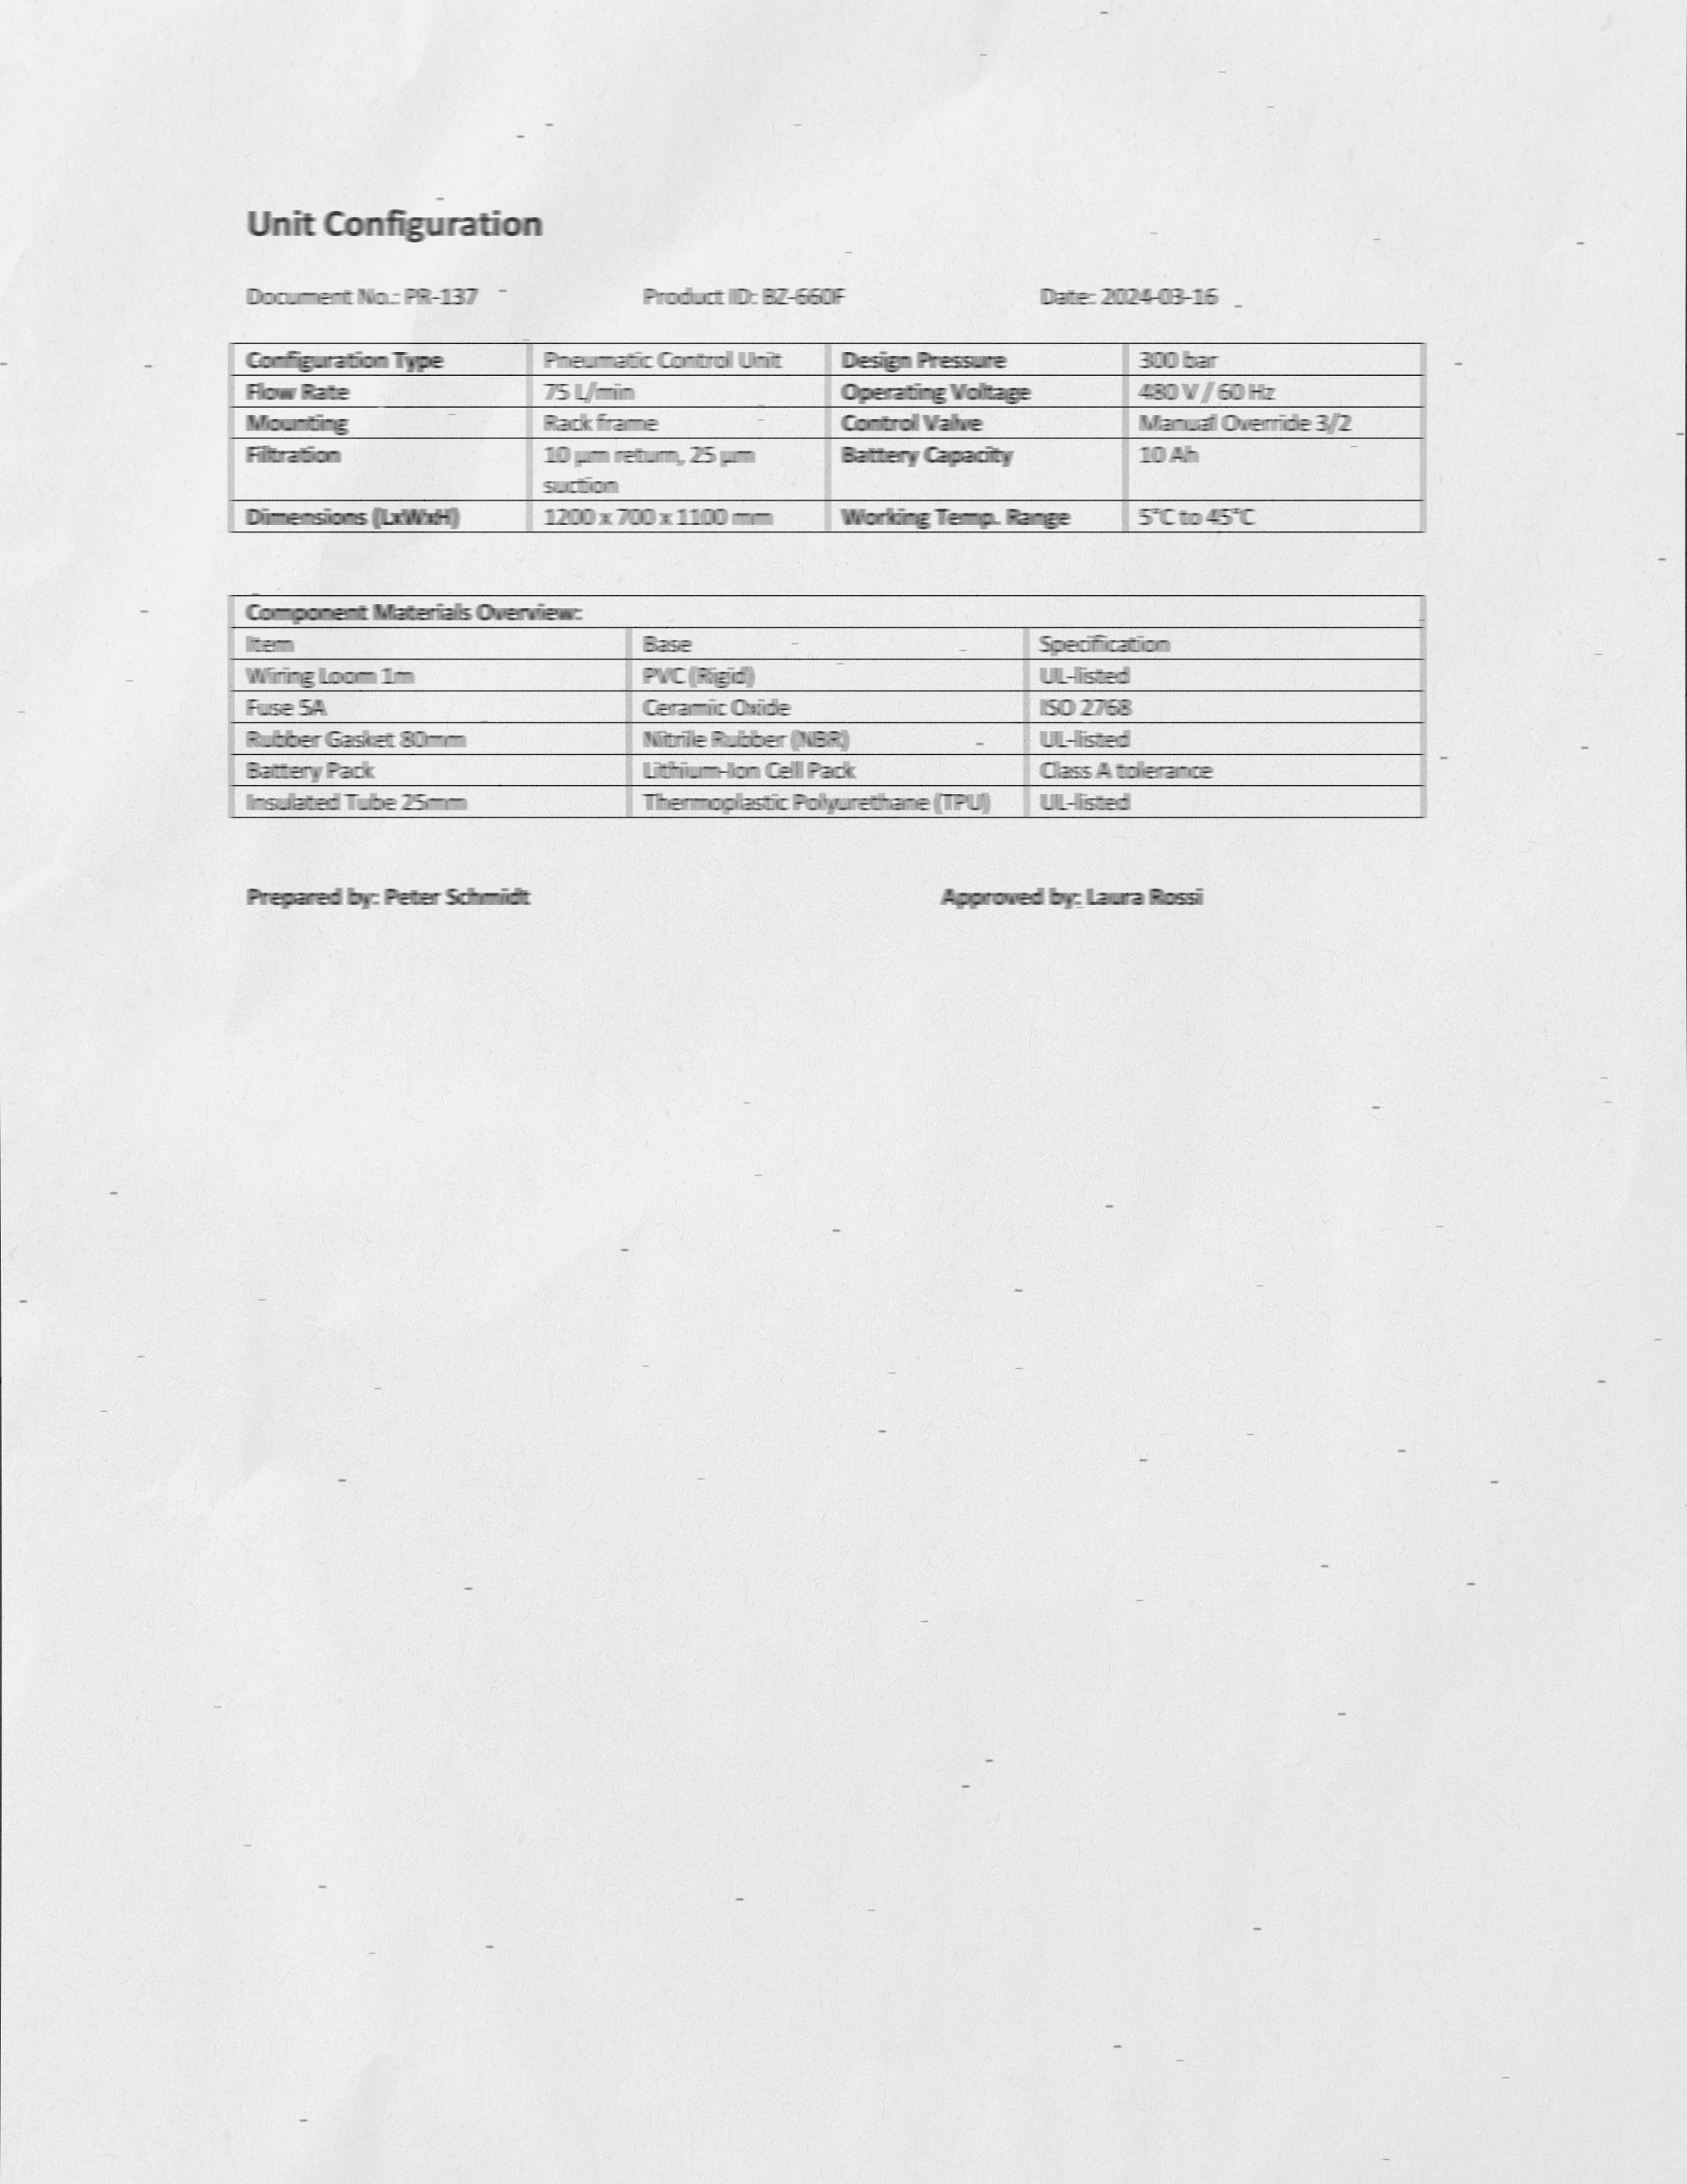 Unit Configuration
Document No.: PR-137 Product ID: BZ-660F Date: 2024-03-16
Configuration Type Pneumatic Control Unit Design Pressure 300 bar
Flow Rate 75 L/min Operating Voltage 480 V / 60 Hz
Mounting Rack frame Control Valve Manual Override 3/2
Filtration 10 µm return, 25 µm Battery Capacity 10 Ah
suction
Dimensions (LxWxH) 1200 x 700 x 1100 mm Working Temp. Range 5°C to 45°C
Component Materials Overview:
Item Base Specification
Wiring Loom 1m PVC (Rigid) UL-listed
Fuse 5A Ceramic Oxide ISO 2768
Rubber Gasket 80mm Nitrile Rubber (NBR) UL-listed
Battery Pack Lithium-Ion Cell Pack Class A tolerance
Insulated Tube 25mm Thermoplastic Polyurethane (TPU) UL-listed
Prepared by: Peter Schmidt Approved by: Laura Rossi